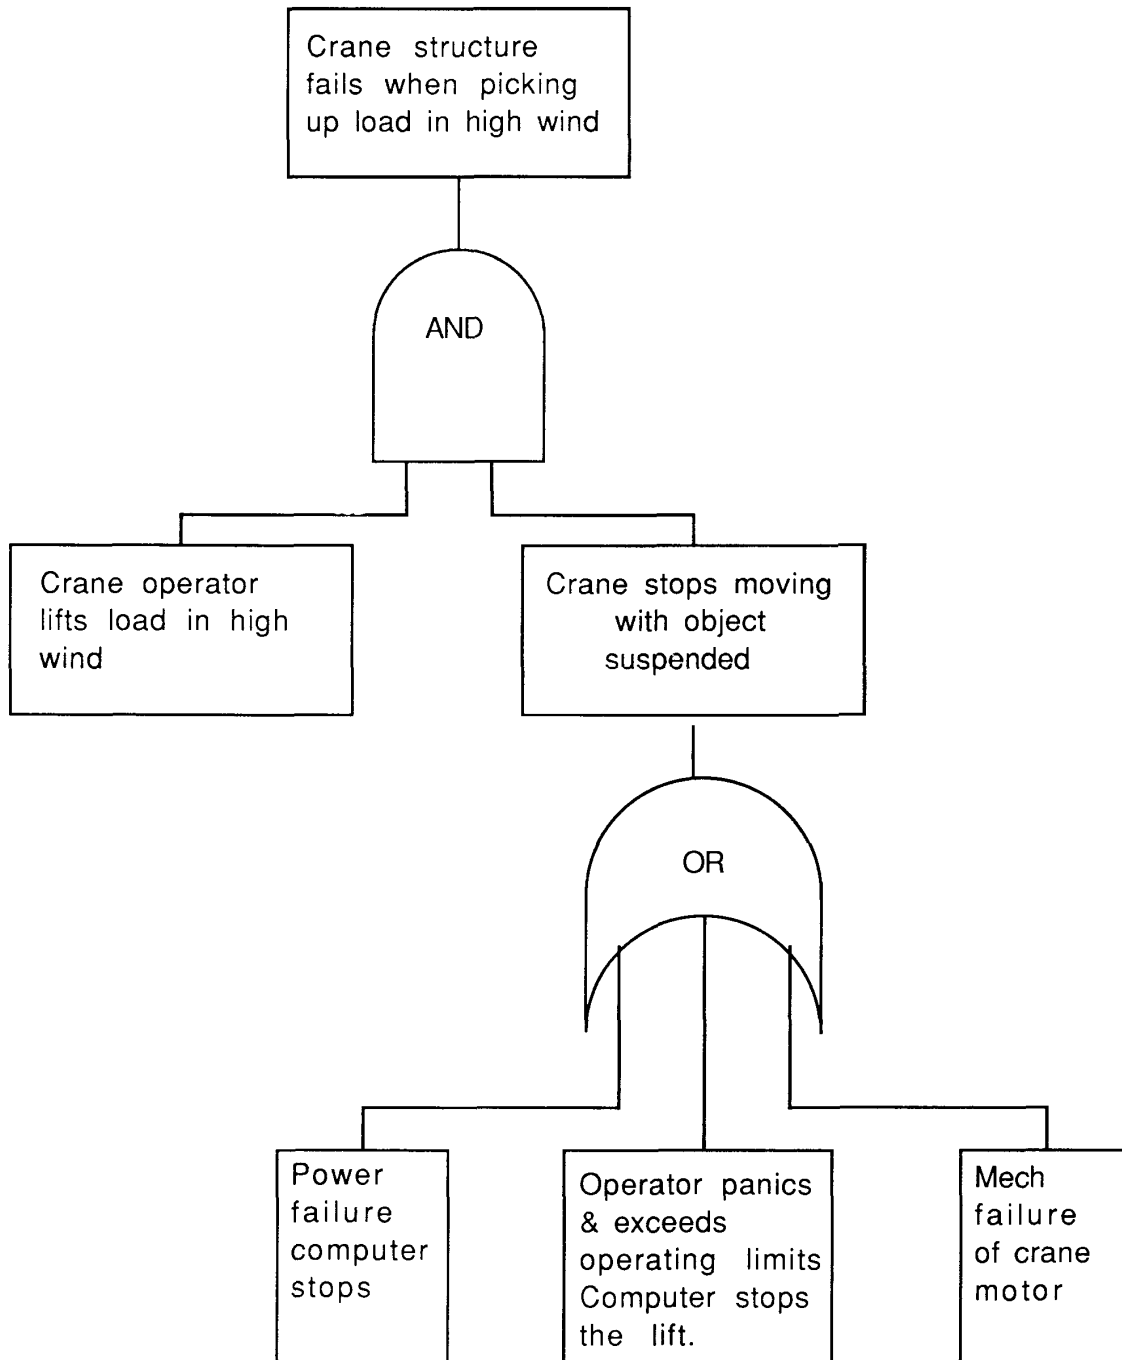 Crane structure
fails when picking
up load in high wind
AND
Crane operator
lifts load in high
wind
Crane stops moving
with object
suspended
OR
Power
failure
computer
stops
Operator panics
& exceeds
operating limits
Computer stops
the lift.
Mech
failure
of crane
motor